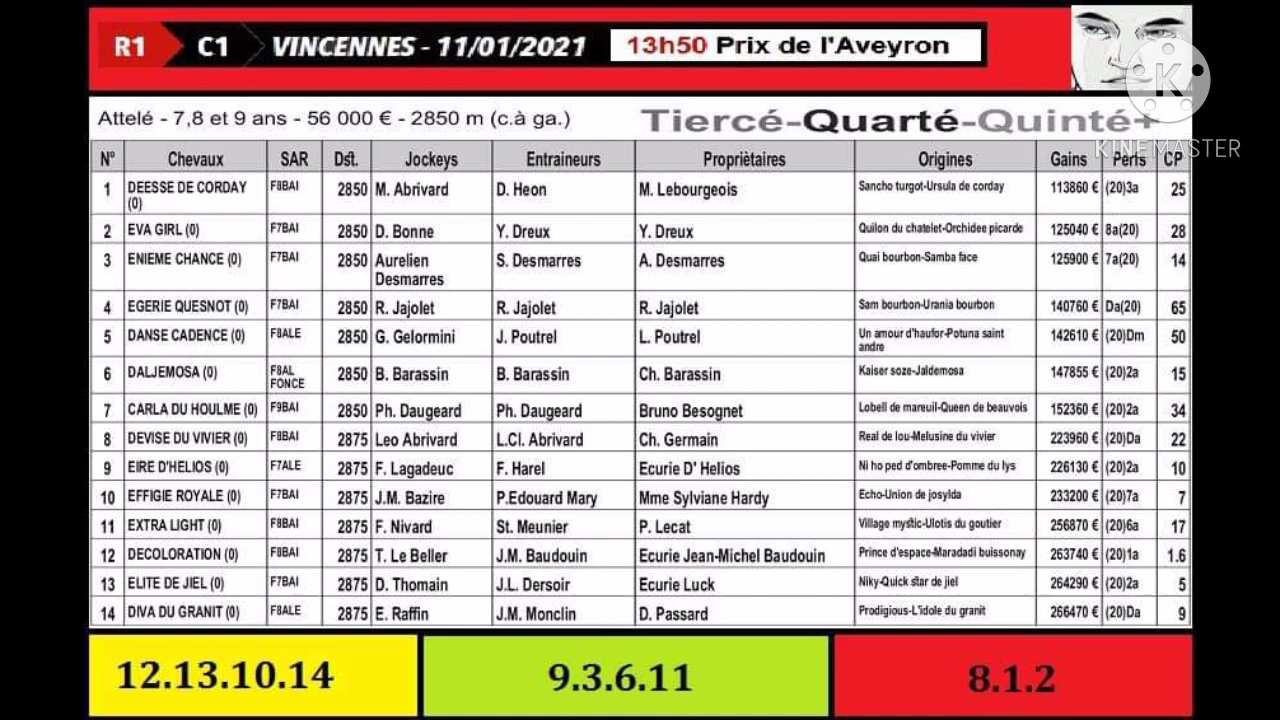 R1 C1 VINCENNES - 11/01/2021 13h50 Prix de l'Aveyron
K
KINEMASTER
Attelé - 7,8 et 9 ans - 56 000 € - 2850 m (c.à ga.) Tiercé-Quarté-Quinté+
N° Chevaux SAR Dst. Jockeys Entraineurs Propriètaires Origines Gains Perfs CP
1 DEESSE DE CORDAY (0) F8BAI 2850 M. Abrivard D. Heon M. Lebourgeois Sancho turgot-Ursula de corday 113860 € (20)3a 25
2 EVA GIRL (0) F7BAI 2850 D. Bonne Y. Dreux Y. Dreux Quilon du chatelet-Orchidee picarde 125040 € 8a(20) 28
3 ENIEME CHANCE (0) F7BAI 2850 Aurelien Desmarres S. Desmarres A. Desmarres Quai bourbon-Samba face 125900 € 7a(20) 14
4 EGERIE QUESNOT (0) F7BAI 2850 R. Jajolet R. Jajolet R. Jajolet Sam bourbon-Urania bourbon 140760 € Da(20) 65
5 DANSE CADENCE (0) F8ALE 2850 G. Gelormini J. Poutrel L. Poutrel Un amour d'haufor-Potuna saint andre 142610 € (20)Dm 50
6 DALJEMOSA (0) F8AL FONCE 2850 B. Barassin B. Barassin Ch. Barassin Kaiser soze-Jaldemosa 147855 € (20)2a 15
7 CARLA DU HOULME (0) F9BAI 2850 Ph. Daugeard Ph. Daugeard Bruno Besognet Lobell de mareuil-Queen de beauvois 152360 € (20)2a 34
8 DEVISE DU VIVIER (0) F8BAI 2875 Leo Abrivard L.Cl. Abrivard Ch. Germain Real de lou-Melusine du vivier 223960 € (20)Da 22
9 EIRE D'HELIOS (0) F7ALE 2875 F. Lagadeuc F. Harel Ecurie D' Helios Ni ho ped d'ombree-Pomme du lys 226130 € (20)2a 10
10 EFFIGIE ROYALE (0) F7BAI 2875 J.M. Bazire P.Edouard Mary Mme Sylviane Hardy Echo-Union de josylda 233200 € (20)7a 7
11 EXTRA LIGHT (0) F8BAI 2875 F. Nivard St. Meunier P. Lecat Village mystic-Ulotis du goutier 256870 € (20)6a 17
12 DECOLORATION (0) F8BAI 2875 T. Le Beller J.M. Baudouin Ecurie Jean-Michel Baudouin Prince d'espace-Maradadi buissonay 263740 € (20)1a 1.6
13 ELITE DE JIEL (0) F7BAI 2875 D. Thomain J.L. Dersoir Ecurie Luck Niky-Quick star de jiel 264290 € (20)2a 5
14 DIVA DU GRANIT (0) F8ALE 2875 E. Raffin J.M. Monclin D. Passard Prodigious-L'idole du granit 266470 € (20)Da 9
12.13.10.14 9.3.6.11 8.1.2